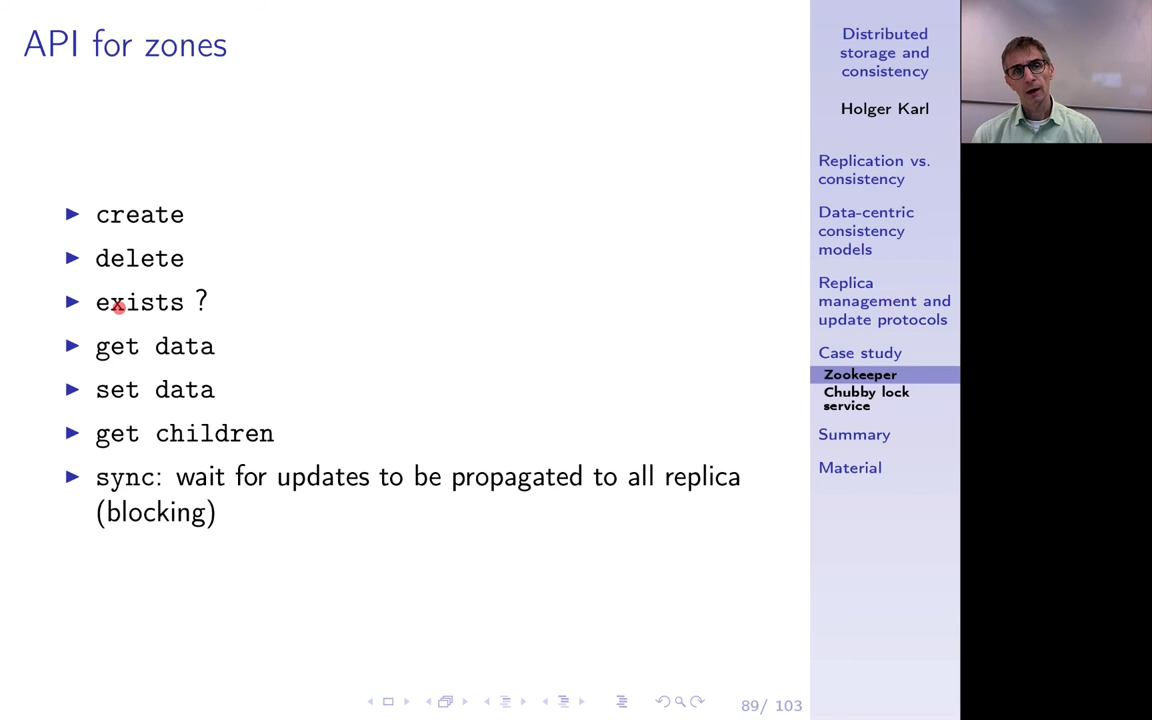 API for zones
create
delete
exists ?
get data
set data
get children
sync: wait for updates to be propagated to all replica
(blocking)
89/ 103
Distributed
storage and
consistency
Holger Karl
Replication vs.
consistency
Data-centric
consistency
models
Replica
management and
update protocols
Case study
Zookeeper
Chubby lock
service
Summary
Material